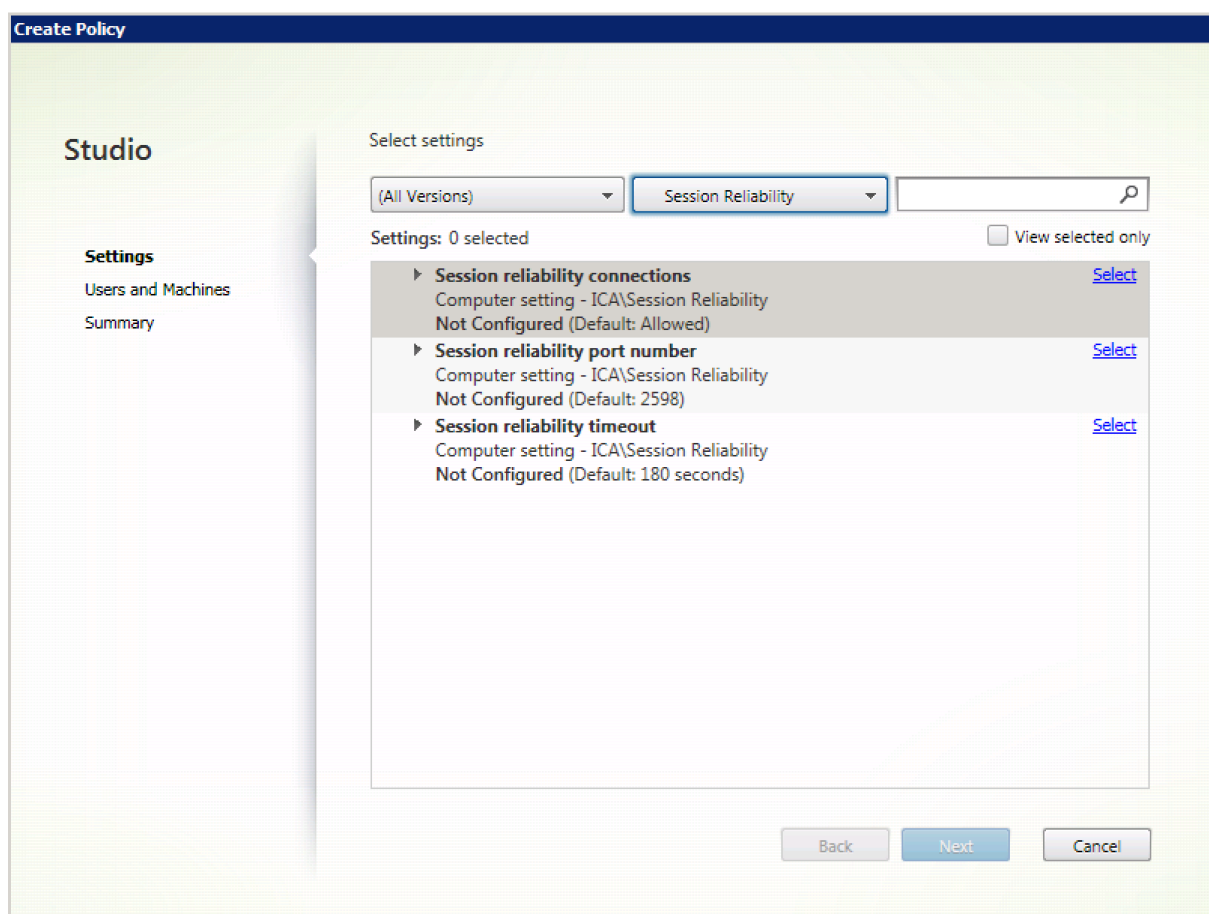 Create Policy
Studio
Select settings
(All Versions)
Session Reliability
Settings: 0 selected
View selected only
Settings
Users and Machines
Summary
Session reliability connections
Select
Computer setting - ICA\Session Reliability
Not Configured (Default: Allowed)
Session reliability port number
Select
Computer setting - ICA\Session Reliability
Not Configured (Default: 2598)
Session reliability timeout
Select
Computer setting - ICA\Session Reliability
Not Configured (Default: 180 seconds)
Back
Next
Cancel